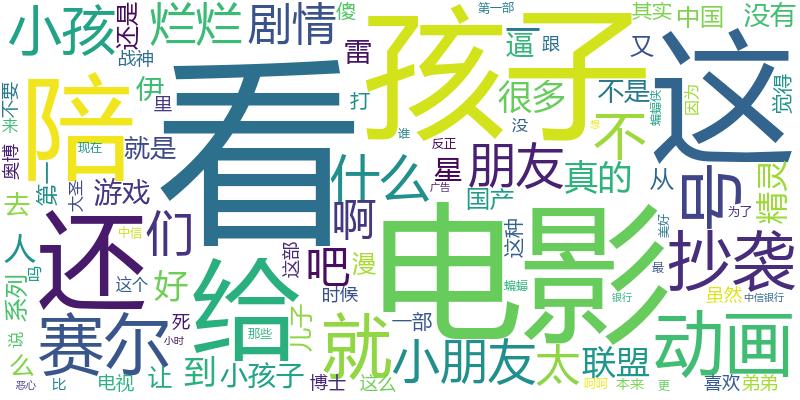 小孩
还是
烂烂
剧情
傻
第一部
其实
中国
没有
战神
雷
逼
跟
又
一
不要
来
陪
伊
里
看
打
孩子
很多
没
谁
不
不是
蝙蝠侠
因为
觉得
这
奥博
现在
就是
反正
什么
朋友
星
真的
第一
大圣
游戏
广告
国产
从
叫
精灵
去
还
们
中信
啊
为了
人
吗
这部
吧
漫
电影
这种
美好
抄袭
系列
这个
好
给
时候
蝙蝠
最
虽然
银行
中信银行
说
赛尔
死
小时
那些
儿子
就
一部
小朋友
太
联盟
动画
么
恶心
比
电视
让
到
小孩子
博士
这么
呵呵
本来
更
喜欢
弟弟